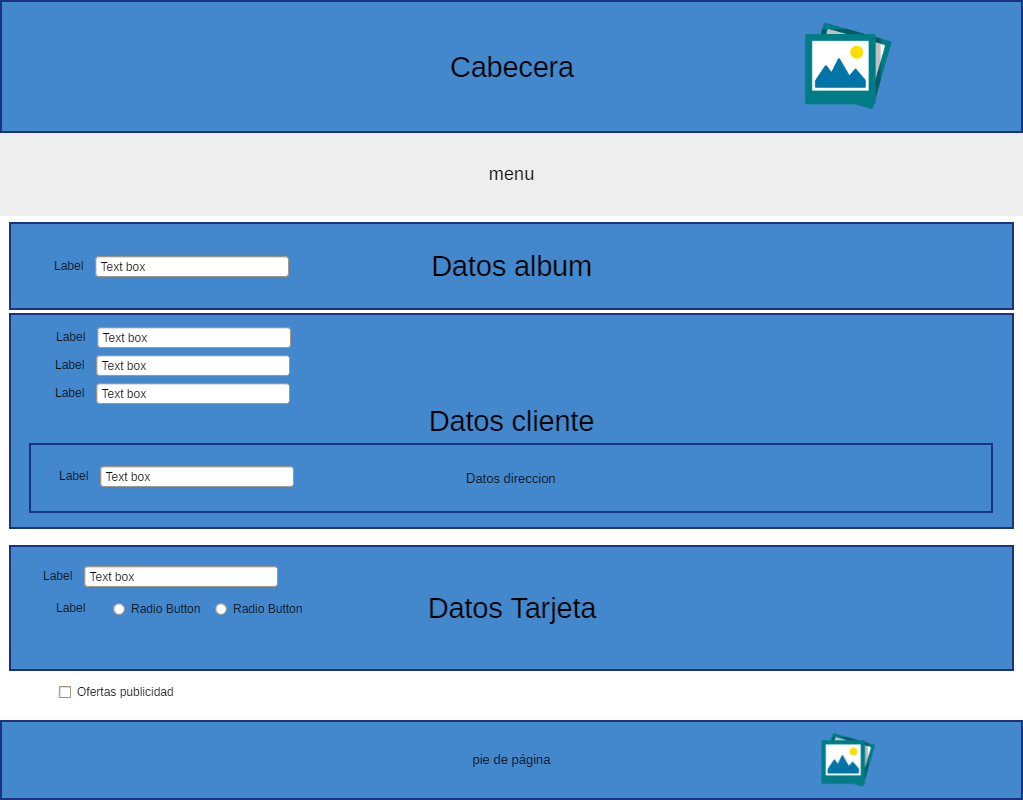 Cabecera
menu
Label Text box
Datos album
Label Text box
Label Text box
Label Text box
Datos cliente
Label Text box
Datos direccion
Label Text box
Label Radio Button Radio Button
Datos Tarjeta
Ofertas publicidad
pie de página